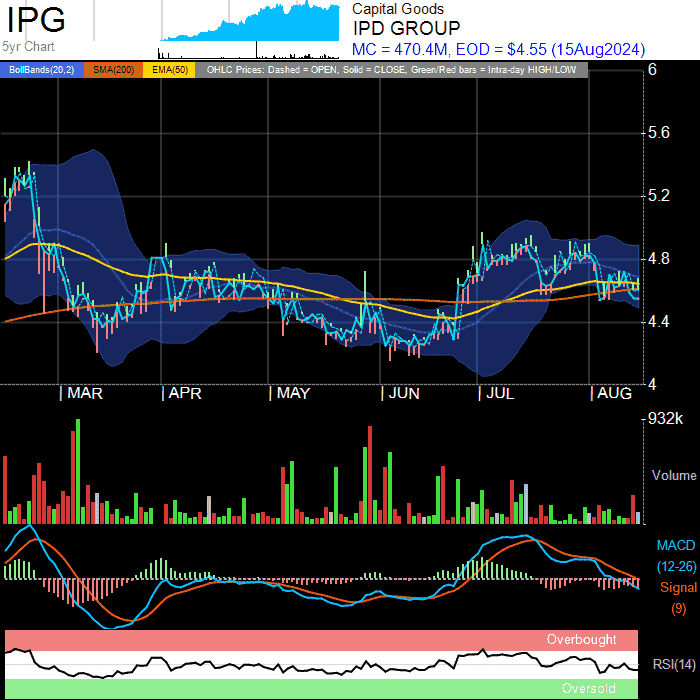 IPG
5yr Chart
Capital Goods
IPD GROUP
MC = 470.4M, EOD = $4.55 (15Aug2024)
BollBands(20,2) SMA(200) EMA(50) OHLC Prices: Dashed = OPEN, Solid = CLOSE, Green/Red bars = Intra-day HIGH/LOW
6
5.6
5.2
4.8
4.4
4
MAR APR MAY JUN JUL AUG
932k
Volume
MACD
(12-26)
Signal
(9)
Overbought
RSI(14)
Oversold